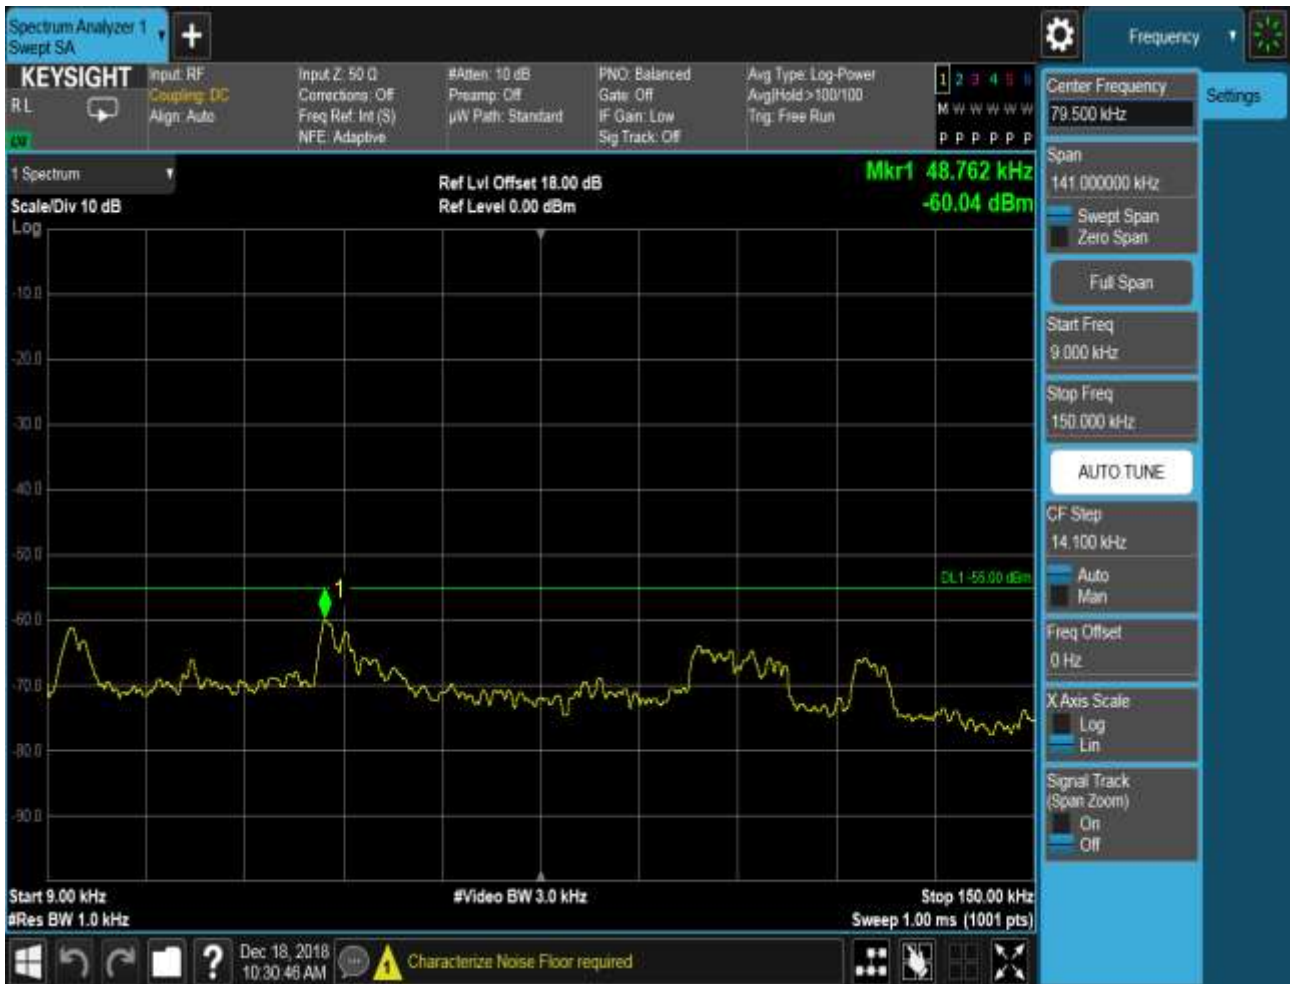 Spectrum Analyzer 1
Swept SA
Frequency
KEYSIGHT
RL
Input: RF
Coupling: DC
Align: Auto
Input Z: 50 Ω
Corrections: Off
Freq Ref: Int (S)
NFE: Adaptive
#Atten: 10 dB
Preamp: Off
µW Path: Standard
PNO: Balanced
Gate: Off
IF Gain: Low
Sig Track: Off
Avg Type: Log-Power
Avg|Hold:>100/100
Trig: Free Run
1 2 3 4 5 6
M W W W W W
P P P P P P
1 Spectrum
Scale/Div 10 dB
Log
Ref Lvl Offset 18.00 dB
Ref Level 0.00 dBm
Mkr1 48.762 kHz
-60.04 dBm
-10.0
-20.0
-30.0
-40.0
-50.0
-60.0
-70.0
-80.0
-90.0
1
DL1 -55.00 dBm
Start 9.00 kHz
#Res BW 1.0 kHz
#Video BW 3.0 kHz
Stop 150.00 kHz
Sweep 1.00 ms (1001 pts)
Center Frequency
79.500 kHz
Settings
Span
141.000000 kHz
Swept Span
Zero Span
Full Span
Start Freq
9.000 kHz
Stop Freq
150.000 kHz
AUTO TUNE
CF Step
14.100 kHz
Auto
Man
Freq Offset
0 Hz
X Axis Scale
Log
Lin
Signal Track
(Span Zoom)
On
Off
?
Dec 18, 2018
10:30:46 AM
1
Characterize Noise Floor required